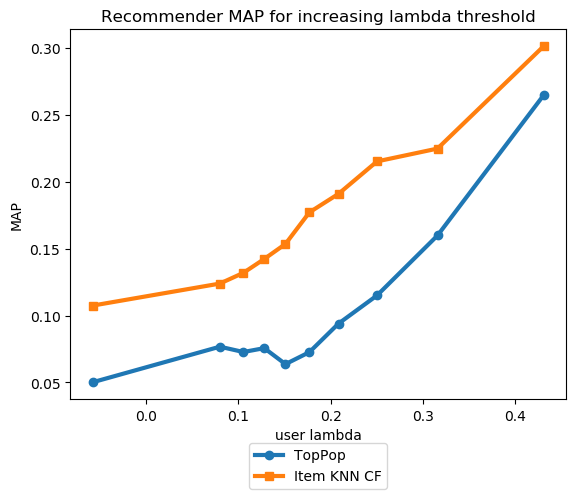 Recommender MAP for increasing lambda threshold
0.30
0.25
0.20
0.15
0.10
0.05
MAP
0.0 0.1 0.2 0.3 0.4
user lambda
TopPop
Item KNN CF